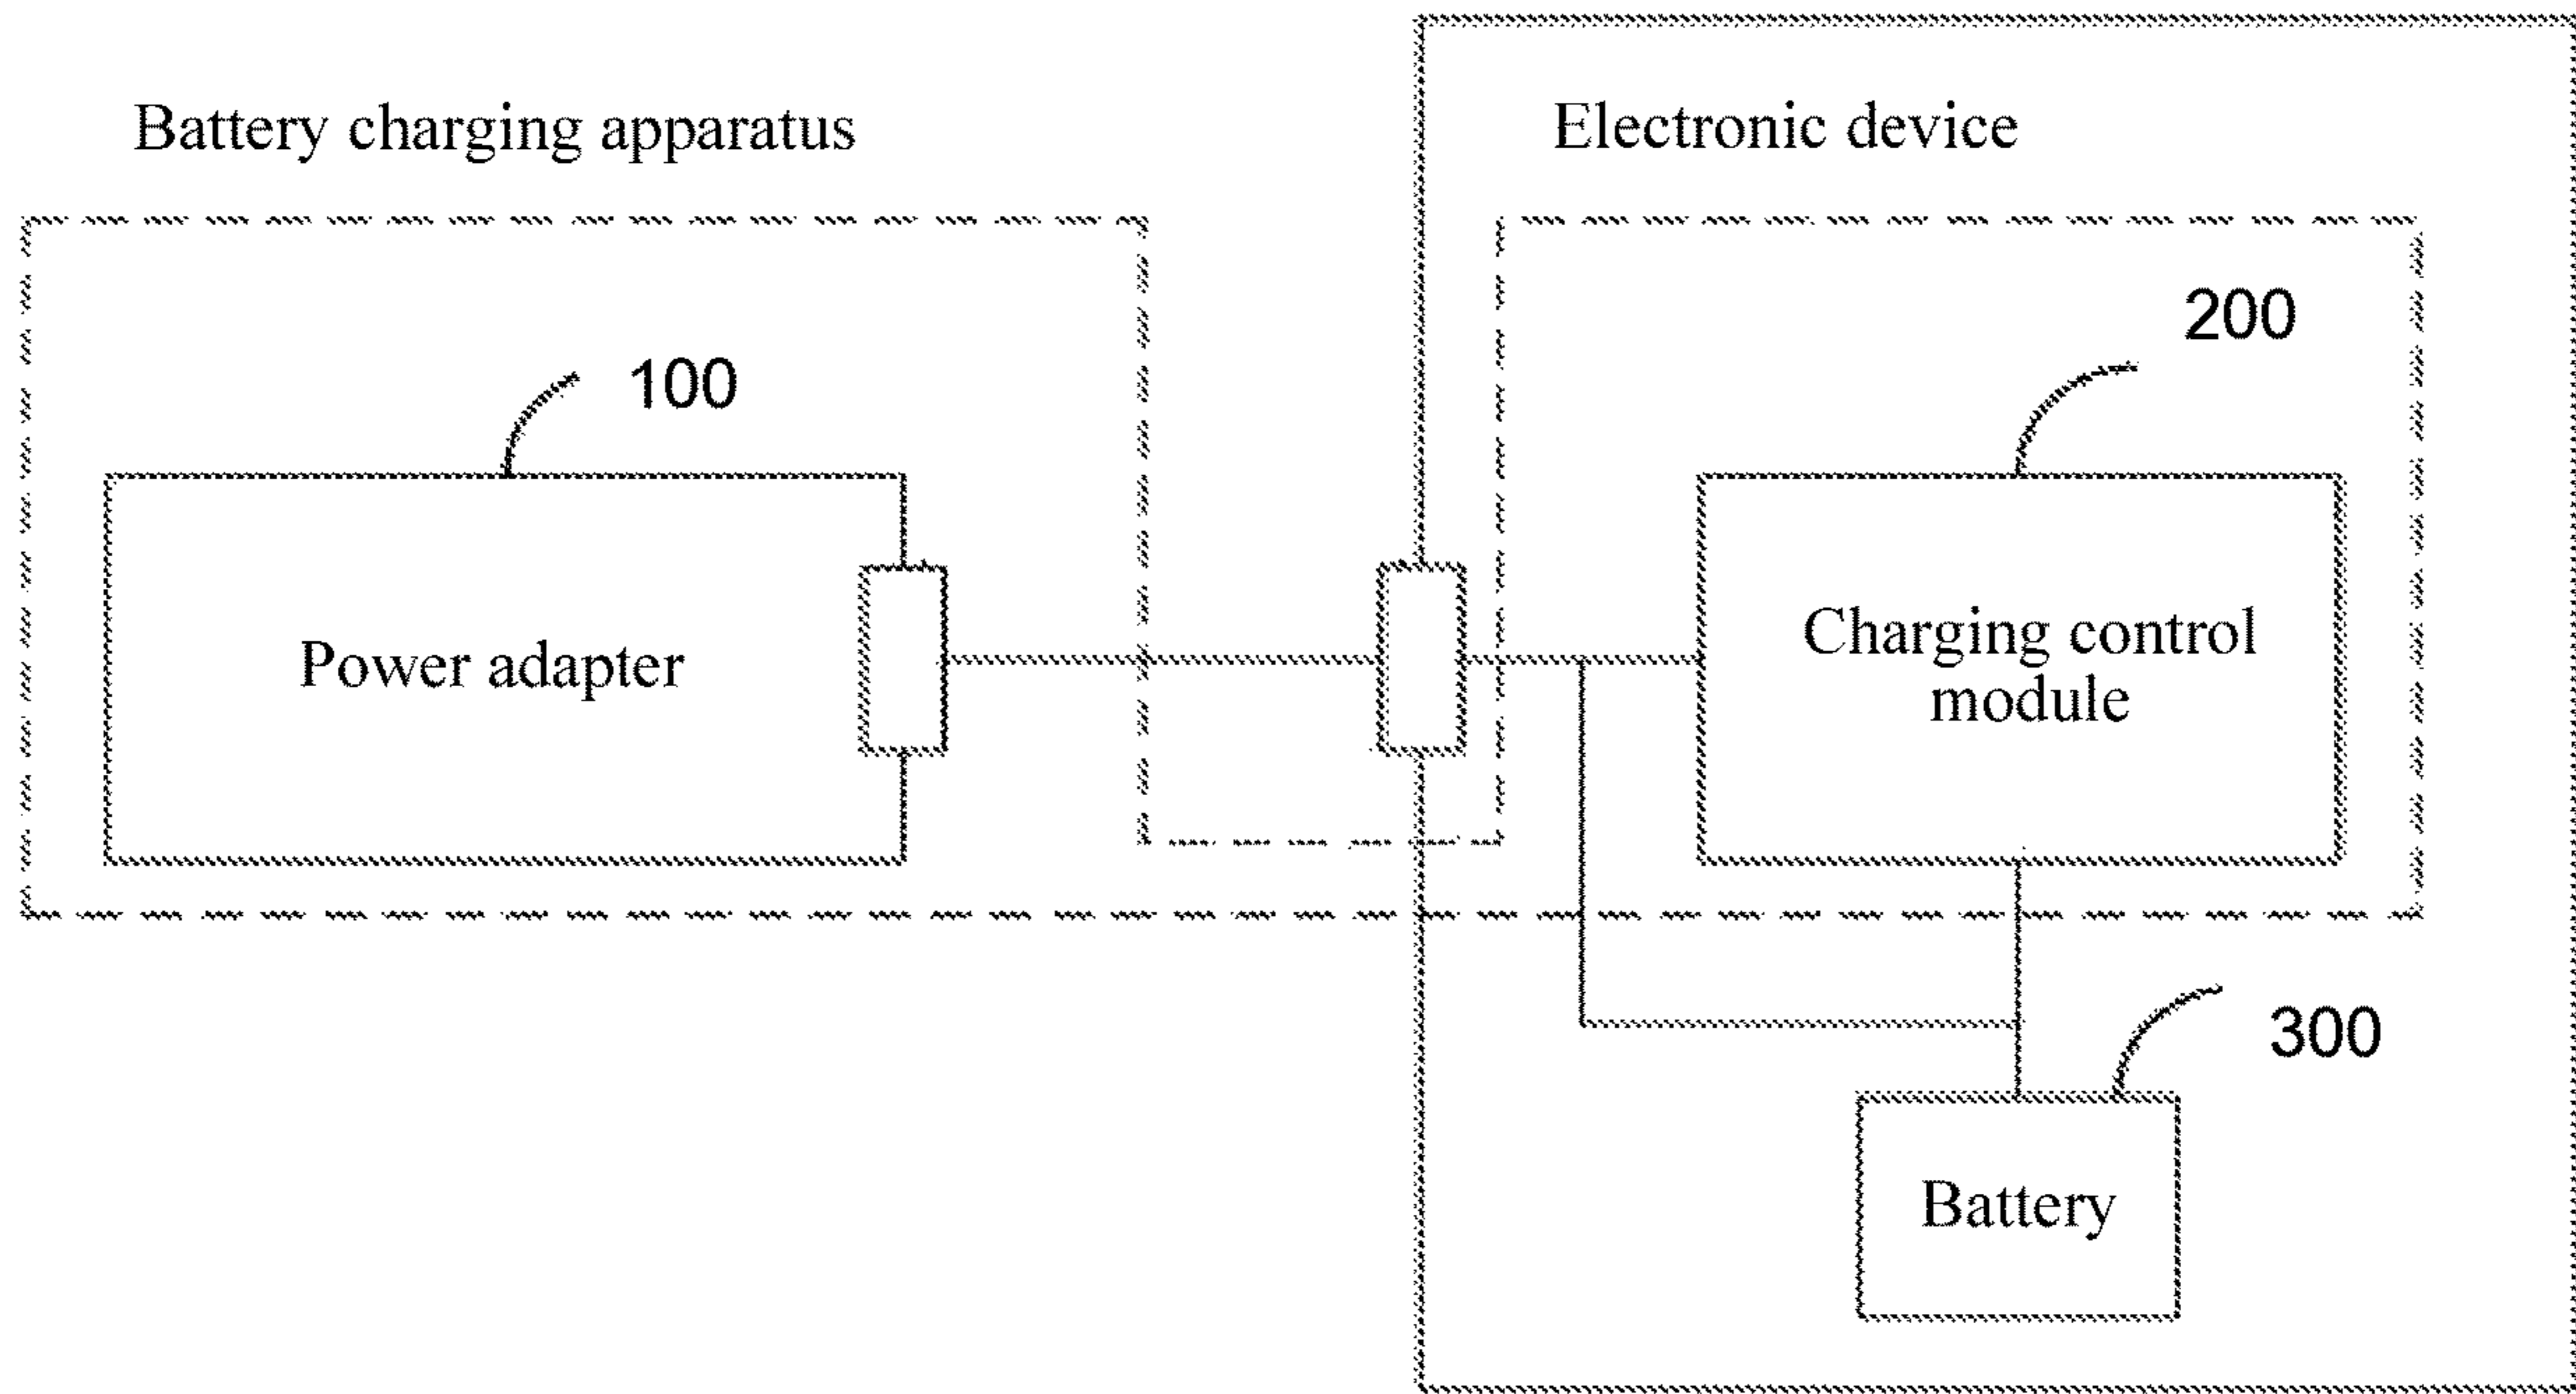 Battery charging apparatus
Electronic device
100
200
Power adapter
Charging control
module
300
Battery